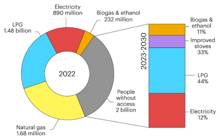 Electricity
890 million
Biogas & ethanol
232 million
LPG
1.48 billion
2022
People
without
access
2 billion
Natural gas
1.68 million
2023-2030
Biogas & ethanol
11%
Improved
stoves
33%
LPG
44%
Electricity
12%